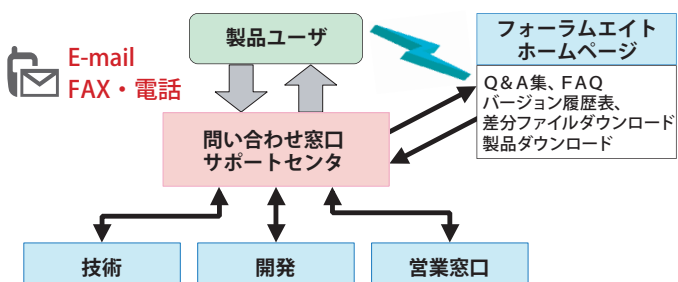 製品ユーザ
E-mail
FAX・電話
フォーラムエイト
ホームページ
Q&A集、FAQ
バージョン履歴表、
差分ファイルダウンロード
製品ダウンロード
問い合わせ窓口
サポートセンタ
技術
開発
営業窓口